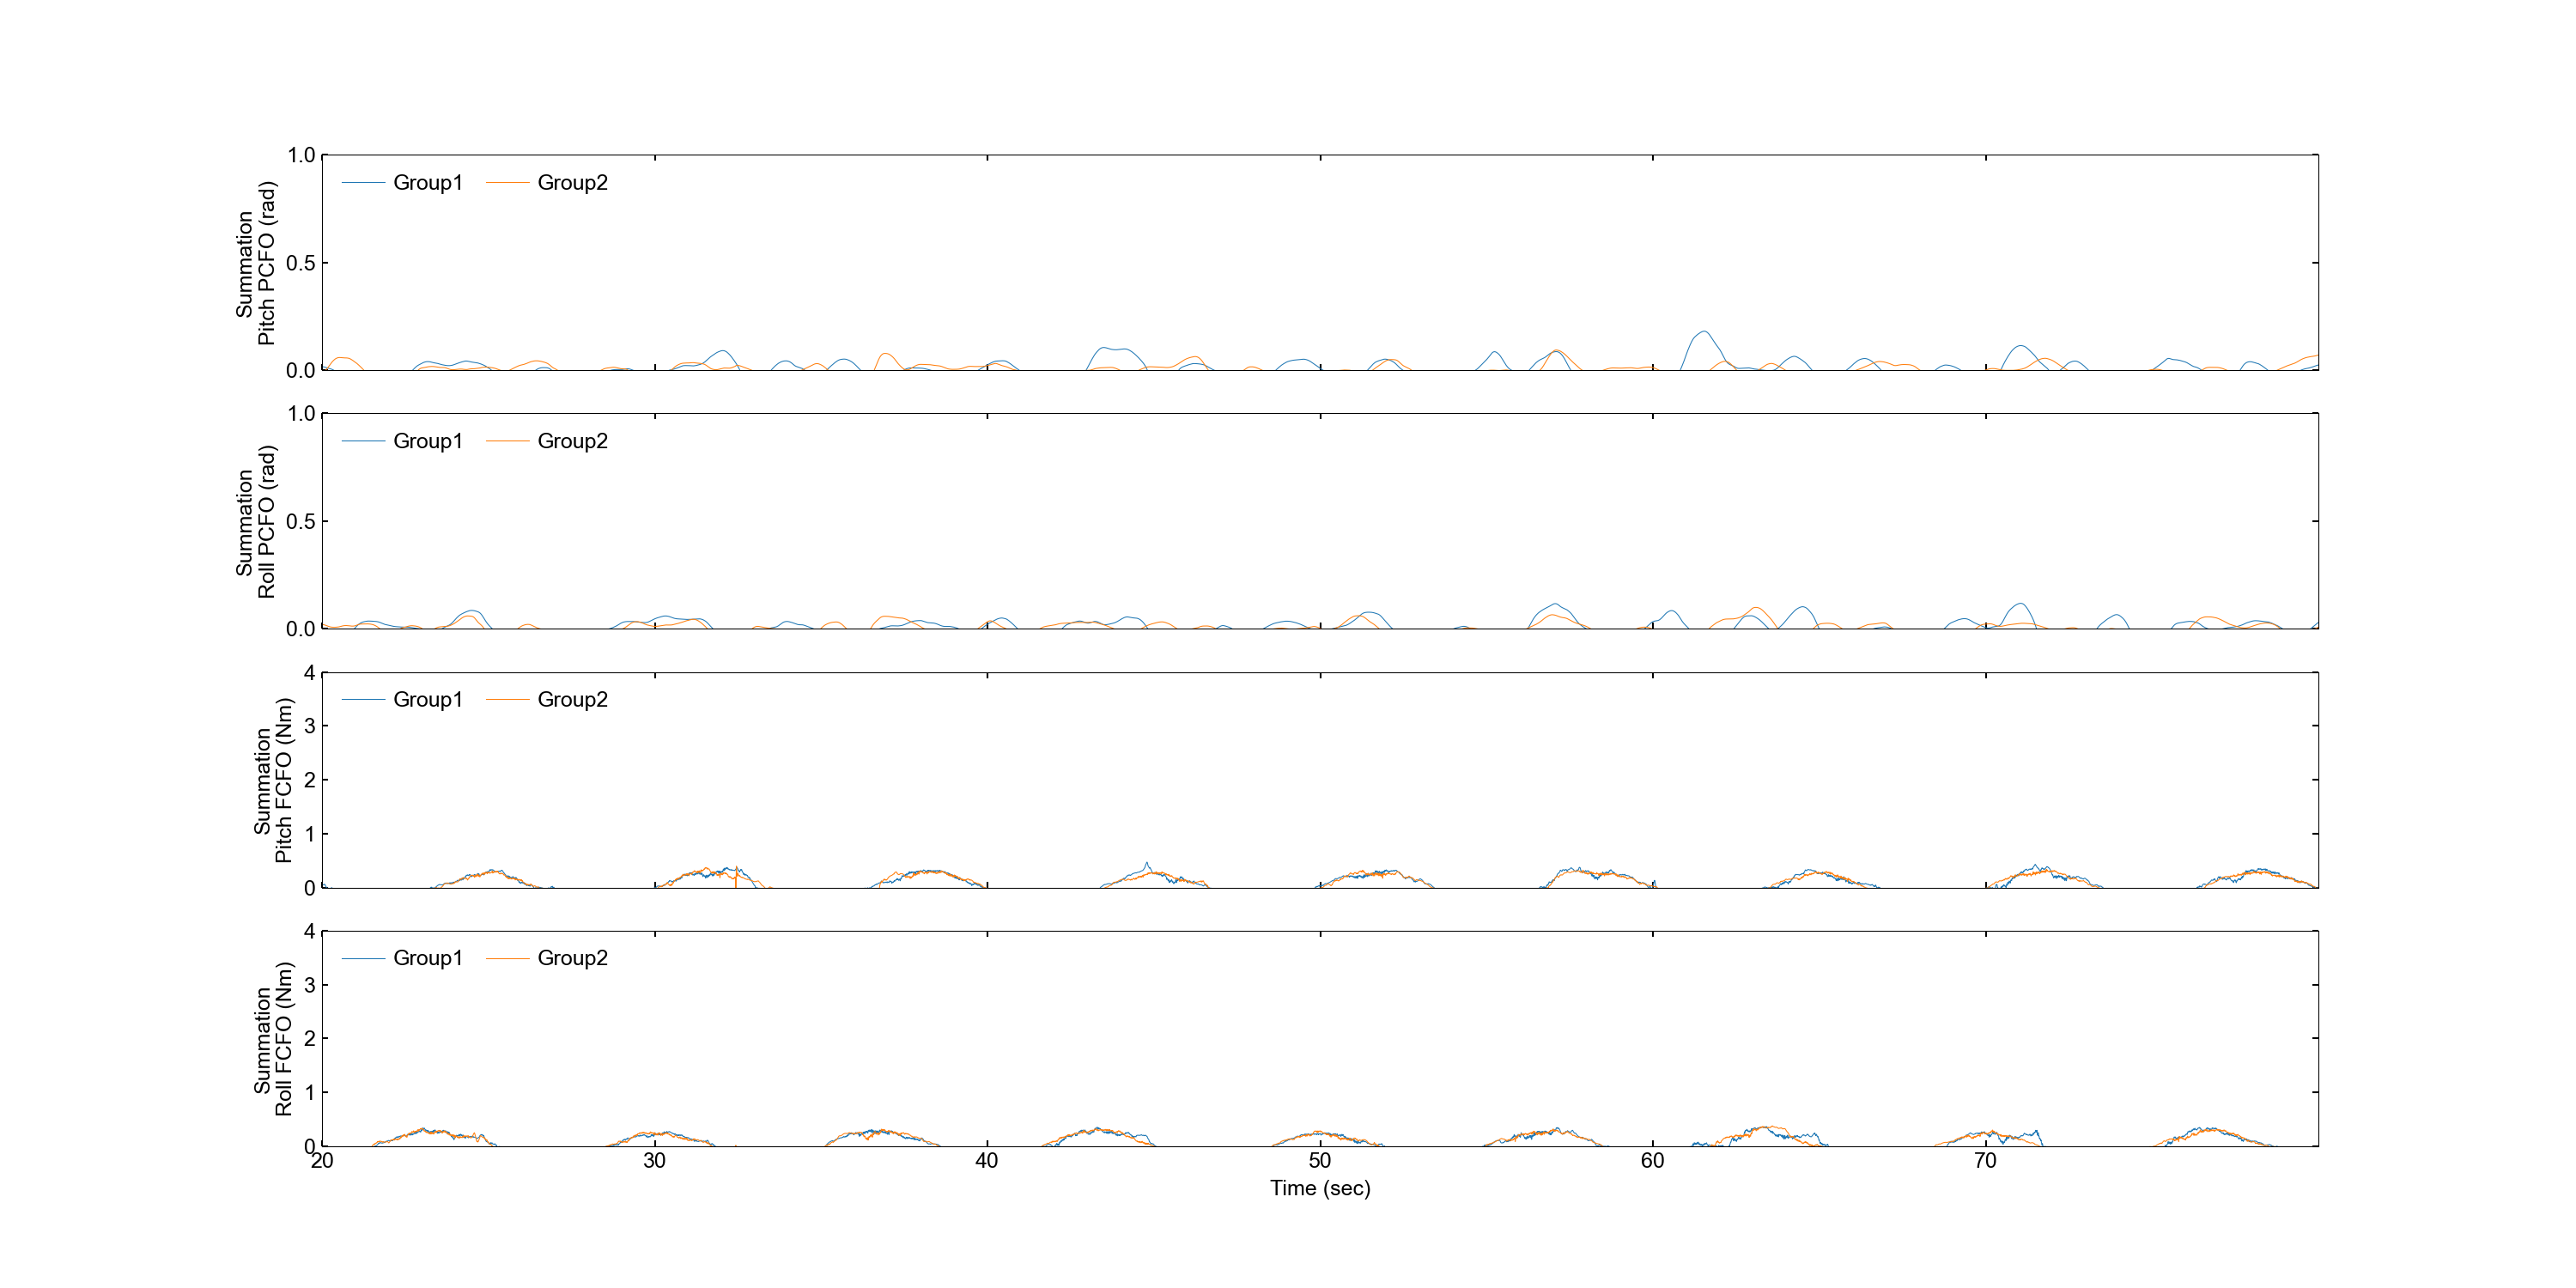 Summation
Pitch PCFO (rad)
1.0
0.5
0.0
Group1 Group2
Summation
Roll PCFO (rad)
1.0
0.5
0.0
Group1 Group2
Summation
Pitch FCFO (Nm)
4
3
2
1
0
Group1 Group2
Summation
Roll FCFO (Nm)
4
3
2
1
0
Group1 Group2
20 30 40 50 60 70
Time (sec)